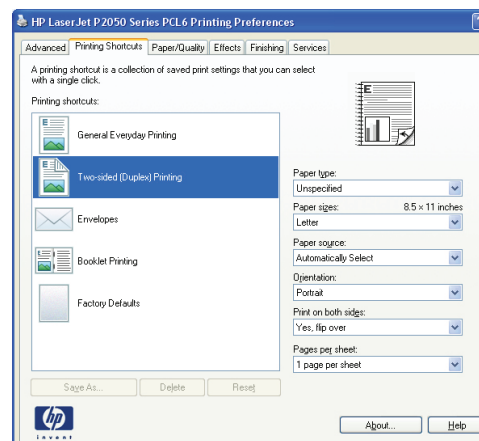 HP LaserJet P2050 Series PCL6 Printing Preferences
Advanced Printing Shortcuts Paper/Quality Effects Finishing Services
A printing shortcut is a collection of saved print settings that you can select
with a single click.
Printing shortcuts:
General Everyday Printing
Two-sided (Duplex) Printing
Envelopes
Booklet Printing
Factory Defaults
Save As... Delete Reset
E
Paper type:
Unspecified
Paper sizes: 8.5 × 11 inches
Letter
Paper source:
Automatically Select
Orientation:
Portrait
Print on both sides:
Yes, flip over
Pages per sheet:
1 page per sheet
hp
invent
About... Help